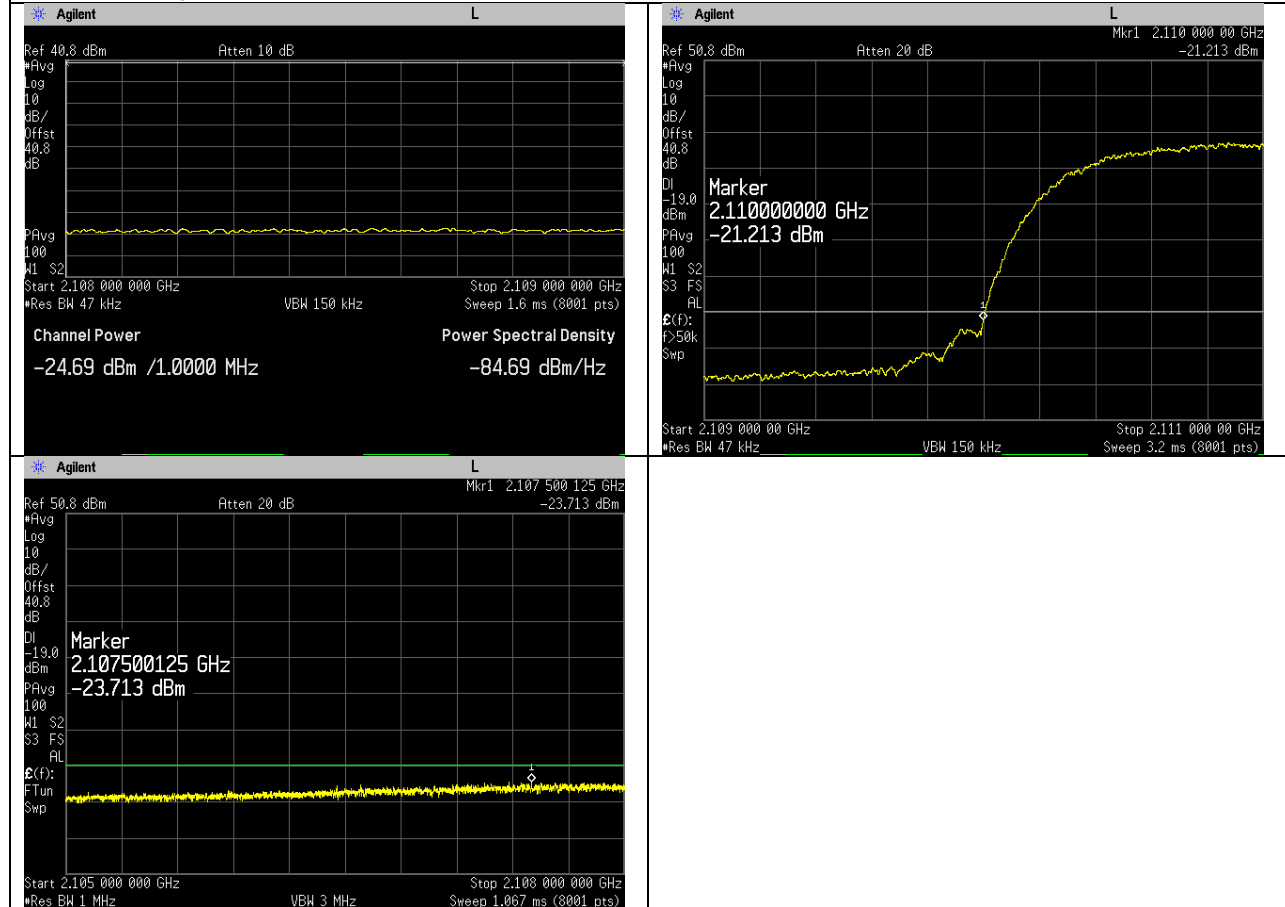 Agilent
L
Ref 40.8 dBm Atten 10 dB
#Avg
Log
10
dB/
Offst
40.8
dB
PAvg
100
W1 S2
Start 2.108 000 000 GHz Stop 2.109 000 000 GHz
#Res BW 47 kHz VBW 150 kHz Sweep 1.6 ms (8001 pts)
Channel Power Power Spectral Density
-24.69 dBm /1.0000 MHz -84.69 dBm/Hz
Agilent
L
Mkr1 2.110 000 00 GHz
Ref 50.8 dBm Atten 20 dB -21.213 dBm
#Avg
Log
10
dB/
Offst
40.8
dB
DI
-19.0
dBm
PAvg
100
W1 S2
S3 FS
AL
£(f):
f>50k
Swp
Marker
2.110000000 GHz
-21.213 dBm
1
Start 2.109 000 00 GHz Stop 2.111 000 00 GHz
#Res BW 47 kHz VBW 150 kHz Sweep 3.2 ms (8001 pts)
Agilent
L
Mkr1 2.107 500 125 GHz
Ref 50.8 dBm Atten 20 dB -23.713 dBm
#Avg
Log
10
dB/
Offst
40.8
dB
DI
-19.0
dBm
PAvg
100
W1 S2
S3 FS
AL
£(f):
FTun
Swp
Marker
2.107500125 GHz
-23.713 dBm
1
Start 2.105 000 000 GHz Stop 2.108 000 000 GHz
#Res BW 1 MHz VBW 3 MHz Sweep 1.067 ms (8001 pts)